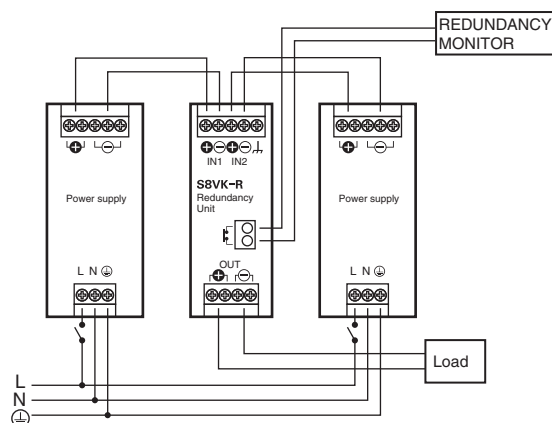 REDUNDANCY
MONITOR
IN1 IN2
S8VK-R
Redundancy
Unit
Power supply
Power supply
OUT
L N
L N
Load
L
N